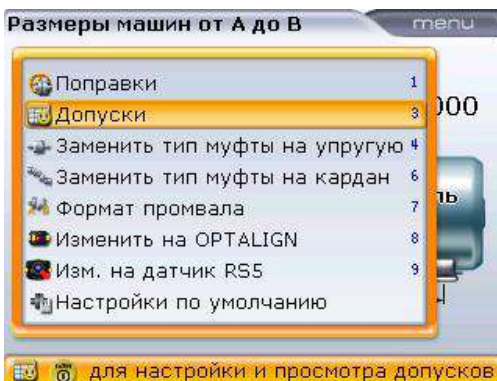 Размеры машин от А до В
menu
Поправки 1
Допуски 3
Заменить тип муфты на упругую 4
Заменить тип муфты на кардан 6
Формат промвала 7
Изменить на OPTALIGN 8
Изм. на датчик RS5 9
Настройки по умолчанию
000
ль
для настройки и просмотра допусков